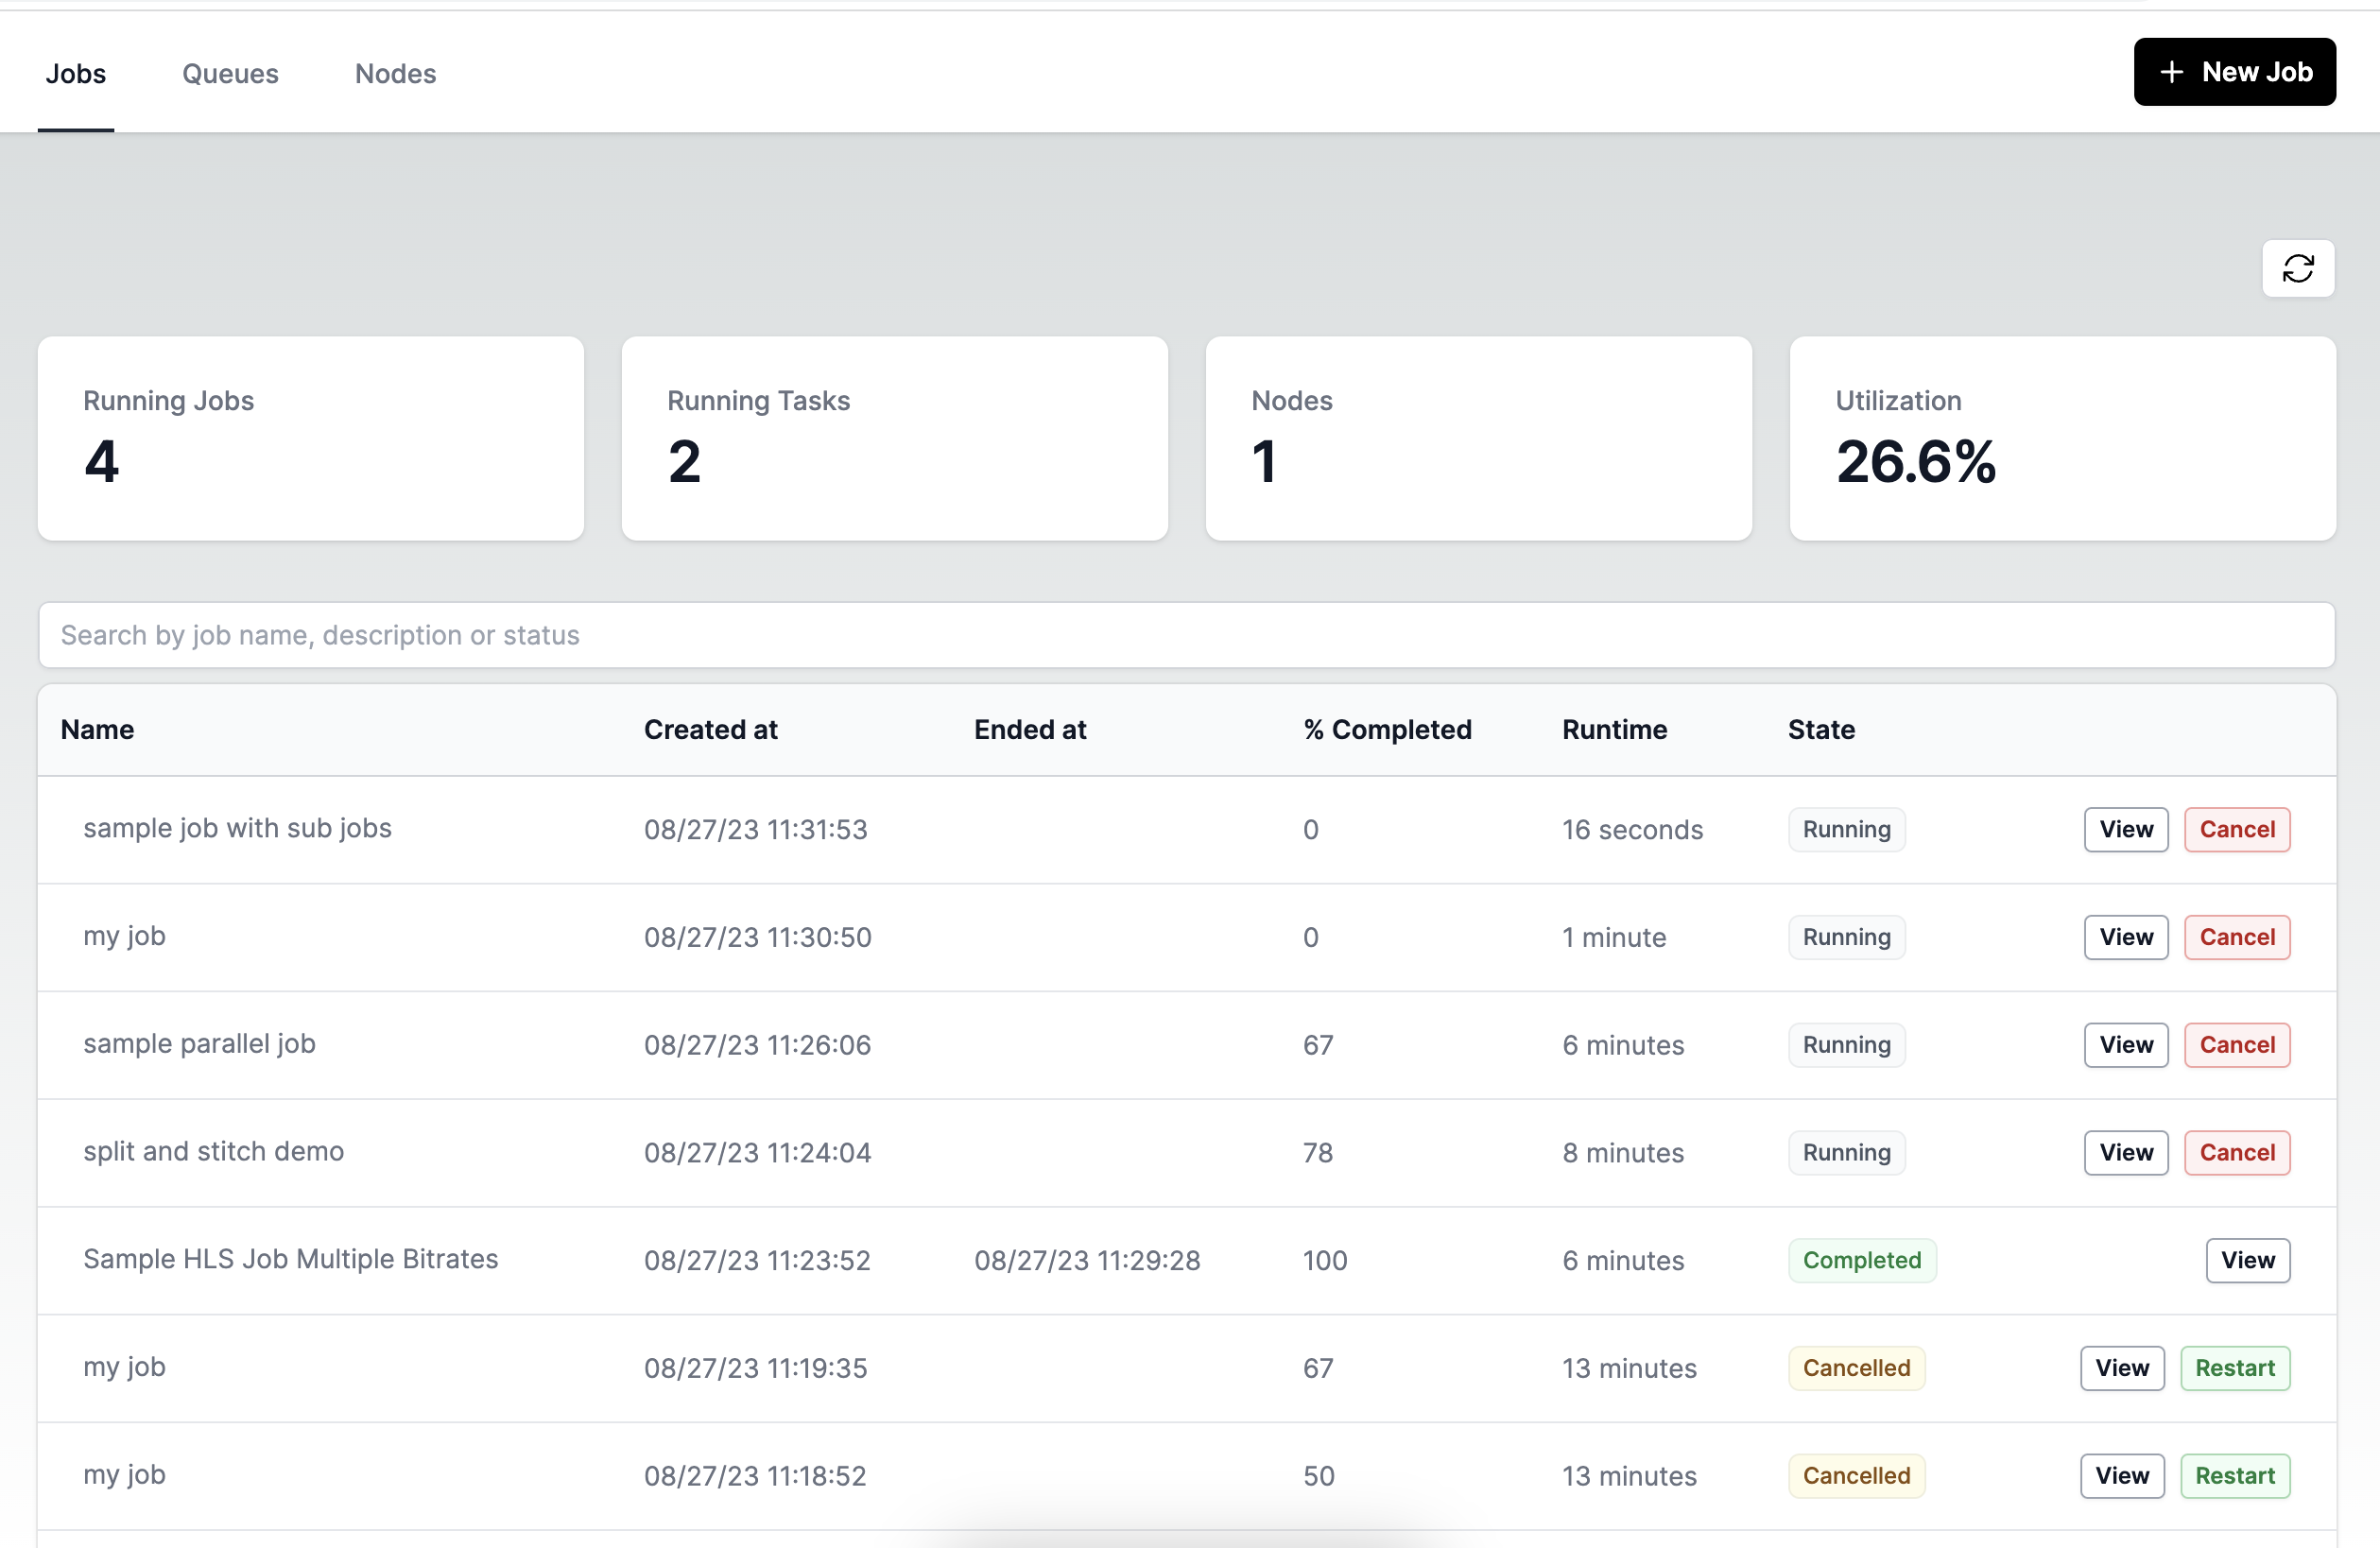 Jobs Queues Nodes + New Job
Running Jobs Running Tasks Nodes Utilization
4 2 1 26.6%
Search by job name, description or status
Name Created at Ended at % Completed Runtime State
sample job with sub jobs 08/27/23 11:31:53 0 16 seconds Running View Cancel
my job 08/27/23 11:30:50 0 1 minute Running View Cancel
sample parallel job 08/27/23 11:26:06 67 6 minutes Running View Cancel
split and stitch demo 08/27/23 11:24:04 78 8 minutes Running View Cancel
Sample HLS Job Multiple Bitrates 08/27/23 11:23:52 08/27/23 11:29:28 100 6 minutes Completed View
my job 08/27/23 11:19:35 67 13 minutes Cancelled View Restart
my job 08/27/23 11:18:52 50 13 minutes Cancelled View Restart